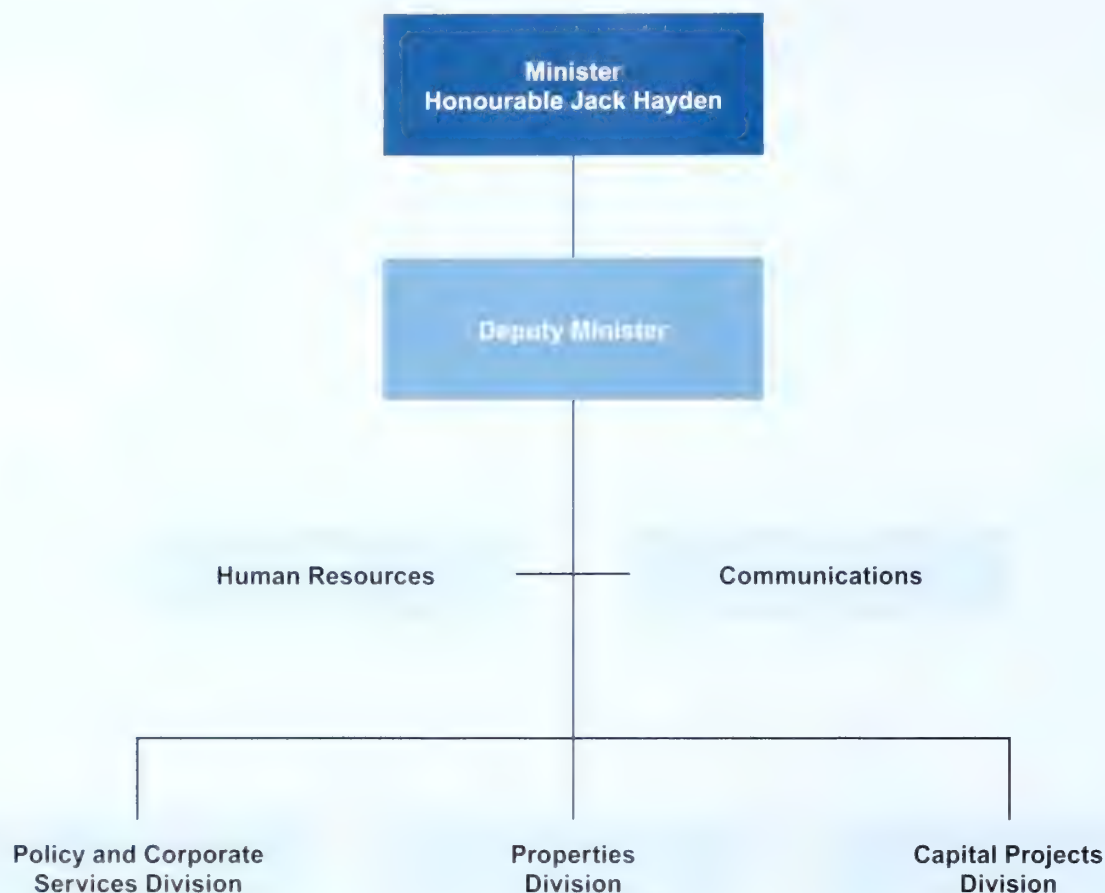 Minister
Honourable Jack Hayden
Deputy Minister
Human Resources
Communications
Policy and Corporate
Services Division
Properties
Division
Capital Projects
Division